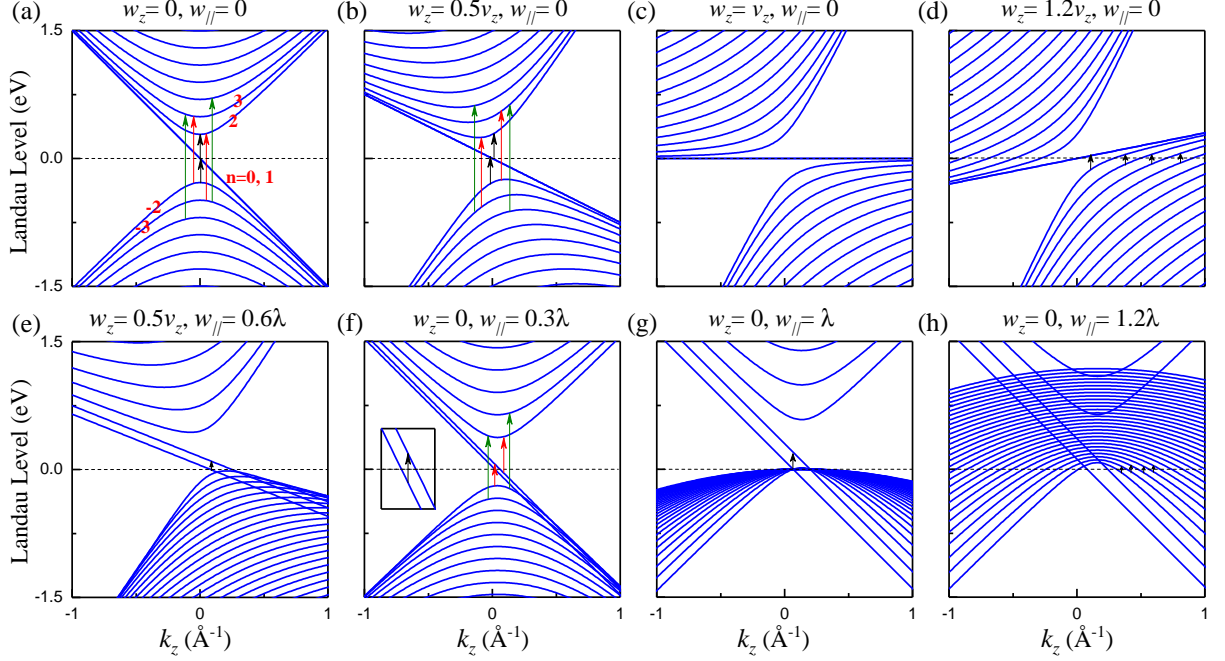 (a) w_z= 0, w_//= 0
(b) w_z= 0.5v_z, w_//= 0
(c) w_z= v_z, w_//= 0
(d) w_z= 1.2v_z, w_//= 0
Landau Level (eV)
1.5
0.0
-1.5
3
2
n=0, 1
-2
-3
(e) w_z= 0.5v_z, w_//= 0.6λ
(f) w_z= 0, w_//= 0.3λ
(g) w_z= 0, w_//= λ
(h) w_z= 0, w_//= 1.2λ
Landau Level (eV)
1.5
0.0
-1.5
-1 0 1 -1 0 1 -1 0 1 -1 0 1
k_z (Å⁻¹) k_z (Å⁻¹) k_z (Å⁻¹) k_z (Å⁻¹)